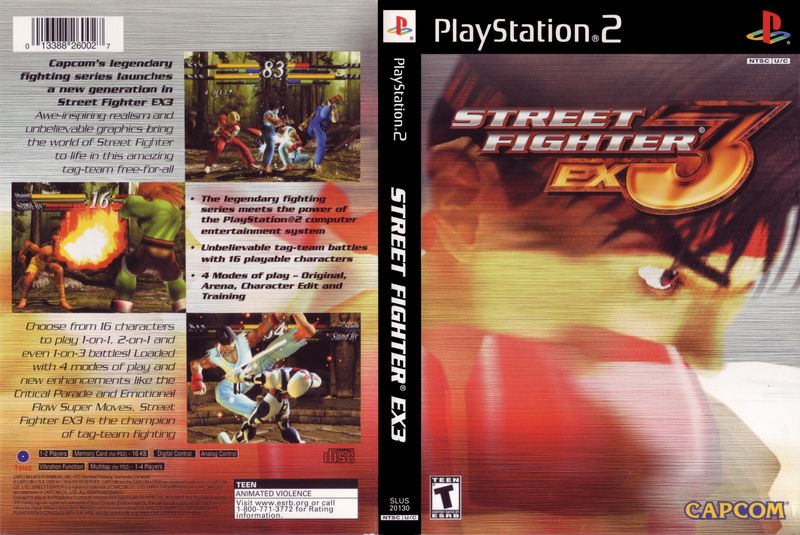 0 13388 26002 7
Capcom's legendary
fighting series launches
a new generation in
Street Fighter EX3
Awe-inspiring realism and
unbelievable graphics bring
the world of Street Fighter
to life in this amazing
tag-team free-for-all
83
16
• The legendary fighting
series meets the power of
the PlayStation®2 computer
entertainment system
• Unbelievable tag-team battles
with 16 playable characters
• 4 Modes of play - Original,
Arena, Character Edit and
Training
Choose from 16 characters
to play 1-on-1, 2-on-1 and
even 1-on-3 battles! Loaded
with 4 modes of play and
new enhancements like the
Critical Parade and Emotional
Flow Super Moves, Street
Fighter EX3 is the champion
of tag-team fighting
1-2 Players
Memory Card (for PS2) - 16 KB
Digital Control
Analog Control
Vibration Function
Multitap (for PS2) - 1-4 Players
COMPACT
disc
TEEN
ANIMATED VIOLENCE
Visit www.esrb.org or call
1-800-771-3772 for Rating
information.
PlayStation®2
STREET FIGHTER® EX3
SLUS
20130
NTSC U/C
PlayStation®2
NTSC U/C
STREET
FIGHTER®
EX3
TEEN
T
CONTENT RATED BY
ESRB
CAPCOM®